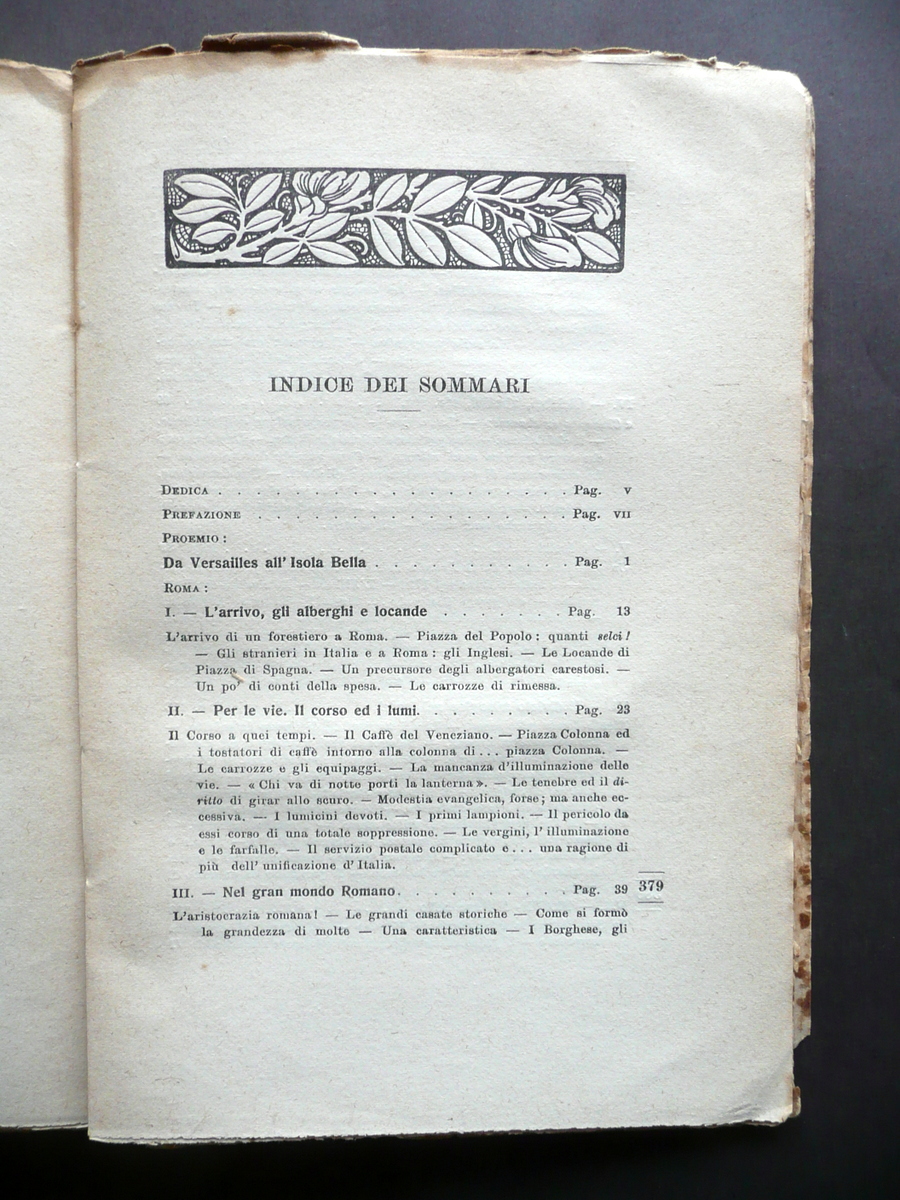 INDICE DEI SOMMARI
DEDICA . . . . . . . . . . . . . . . . . . . Pag. V
PREFAZIONE . . . . . . . . . . . . . . . . . Pag. VII
PROEMIO :
Da Versailles all' Isola Bella . . . . . . . . . . Pag. 1
ROMA :
I. — L'arrivo, gli alberghi e locande . . . . . . . Pag. 13
L'arrivo di un forestiero a Roma. — Piazza del Popolo : quanti selci !
— Gli stranieri in Italia e a Roma : gli Inglesi. — Le Locande di
Piazza di Spagna. — Un precursore degli albergatori carestosi. —
Un po' di conti della spesa. — Le carrozze di rimessa.
II. — Per le vie. Il corso ed i lumi. . . . . . . . . Pag. 23
Il Corso a quei tempi. — Il Caffè del Veneziano. — Piazza Colonna ed
i tostatori di caffè intorno alla colonna di . . . piazza Colonna. —
Le carrozze e gli equipaggi. — La mancanza d'illuminazione delle
vie. — « Chi va di notte porti la lanterna ». — Le tenebre ed il di-
ritto di girar allo scuro. — Modestia evangelica, forse ; ma anche ec-
cessiva. — I lumicini devoti. — I primi lampioni. — Il pericolo da
essi corso di una totale soppressione. — Le vergini, l' illuminazione
e le farfalle. — Il servizio postale complicato e . . . una ragione di
più dell' unificazione d' Italia.
III. — Nel gran mondo Romano. . . . . . . . . . . Pag. 39
379
L'aristocrazia romana ! — Le grandi casate storiche — Come si formò
la grandezza di molte — Una caratteristica — I Borghese, gli